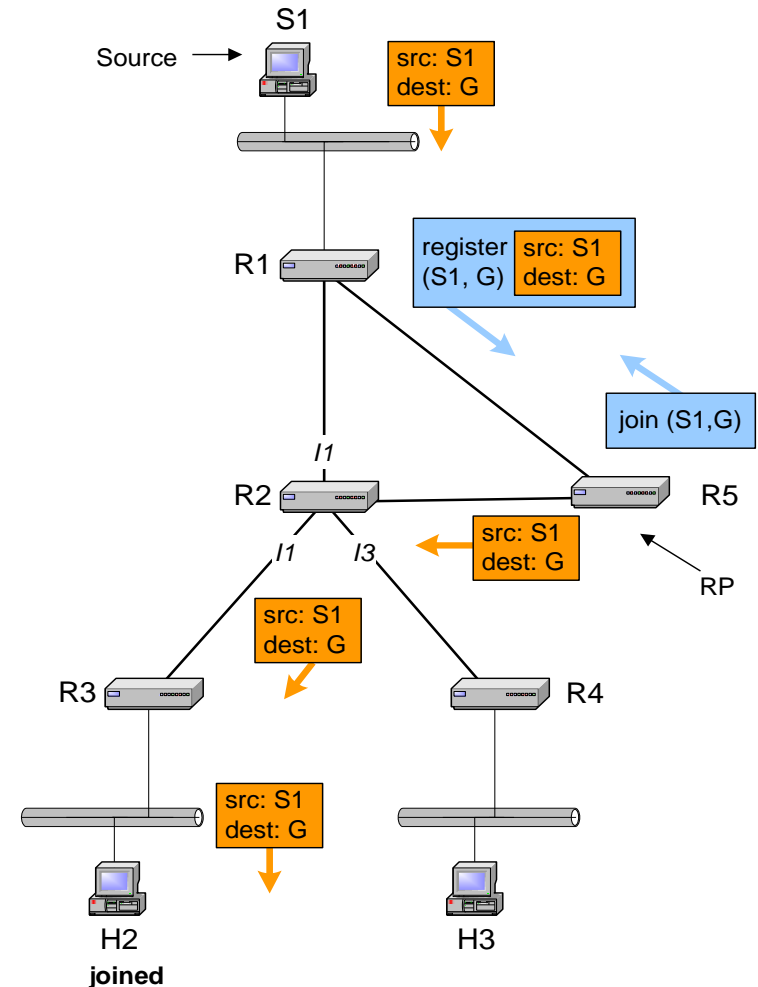 S1
Source
src: S1
dest: G
R1
register
(S1, G)
src: S1
dest: G
join (S1,G)
I1
R2
R5
I1
I3
src: S1
dest: G
RP
src: S1
dest: G
R3
R4
src: S1
dest: G
H2
joined
H3